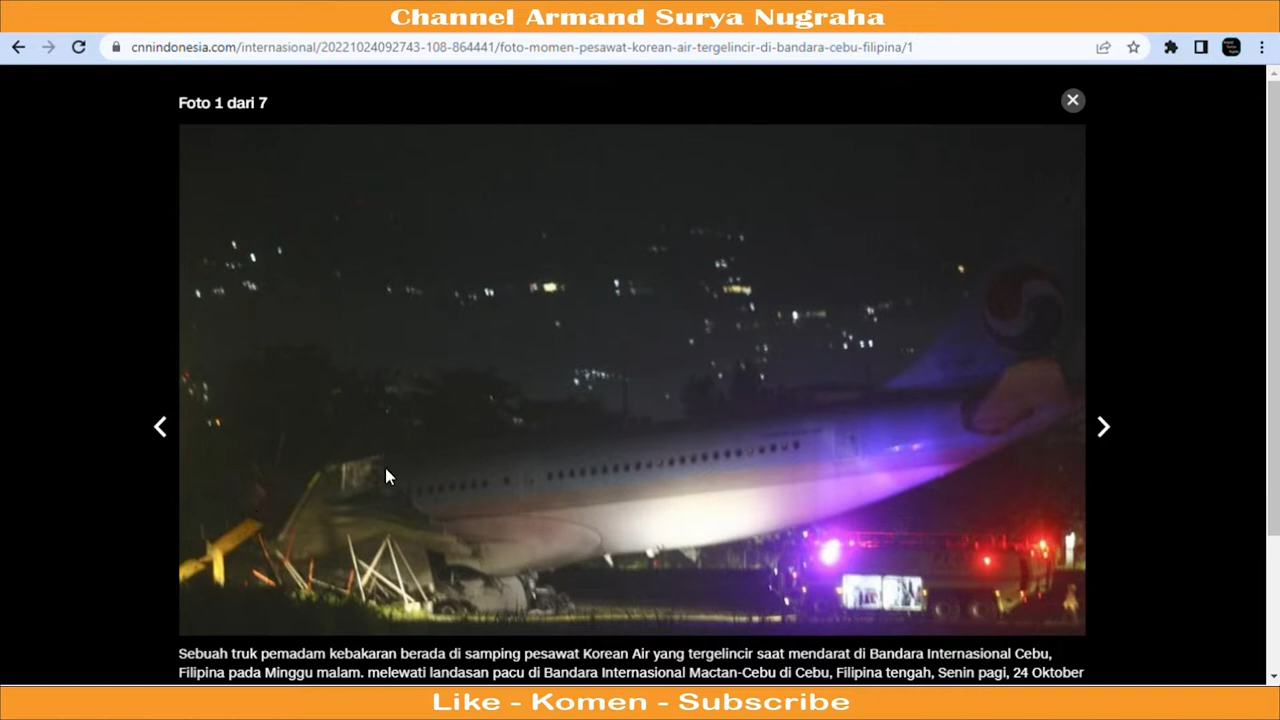 Channel Armand Surya Nugraha
cnnindonesia.com/internasional/20221024092743-108-864441/foto-momen-pesawat-korean-air-tergelincir-di-bandara-cebu-filipina/1
Foto 1 dari 7
Sebuah truk pemadam kebakaran berada di samping pesawat Korean Air yang tergelincir saat mendarat di Bandara Internasional Cebu,
Filipina pada Minggu malam. melewati landasan pacu di Bandara Internasional Mactan-Cebu di Cebu, Filipina tengah, Senin pagi, 24 Oktober
Like - Komen - Subscribe